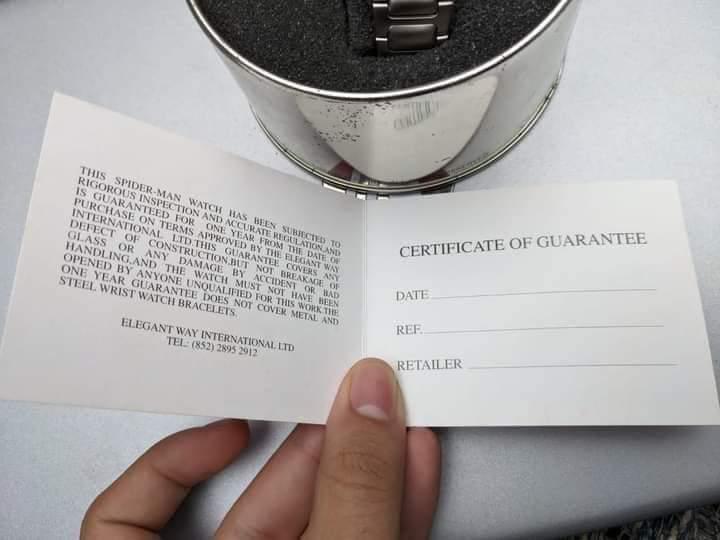 THIS SPIDER-MAN WATCH HAS BEEN SUBJECTED TO
RIGOROUS INSPECTION AND ACCURATE REGULATION,AND
IS GUARANTEED FOR ONE YEAR FROM THE DATE OF
PURCHASE ON TERMS APPROVED BY THE ELEGANT WAY
INTERNATIONAL LTD.THIS GUARANTEE COVERS ANY
DEFECT OF CONSTRUCTION.BUT NOT BREAKAGE OF
GLASS OR ANY DAMAGE BY ACCIDENT OR BAD
HANDLING,AND THE WATCH MUST NOT HAVE BEEN
OPENED BY ANYONE UNQUALIFIED FOR THIS WORK.THE
ONE YEAR GUARANTEE DOES NOT COVER METAL AND
STEEL WRIST WATCH BRACELETS.
ELEGANT WAY INTERNATIONAL LTD
TEL: (852) 2895 2912
CERTIFICATE OF GUARANTEE
DATE
REF.
RETAILER